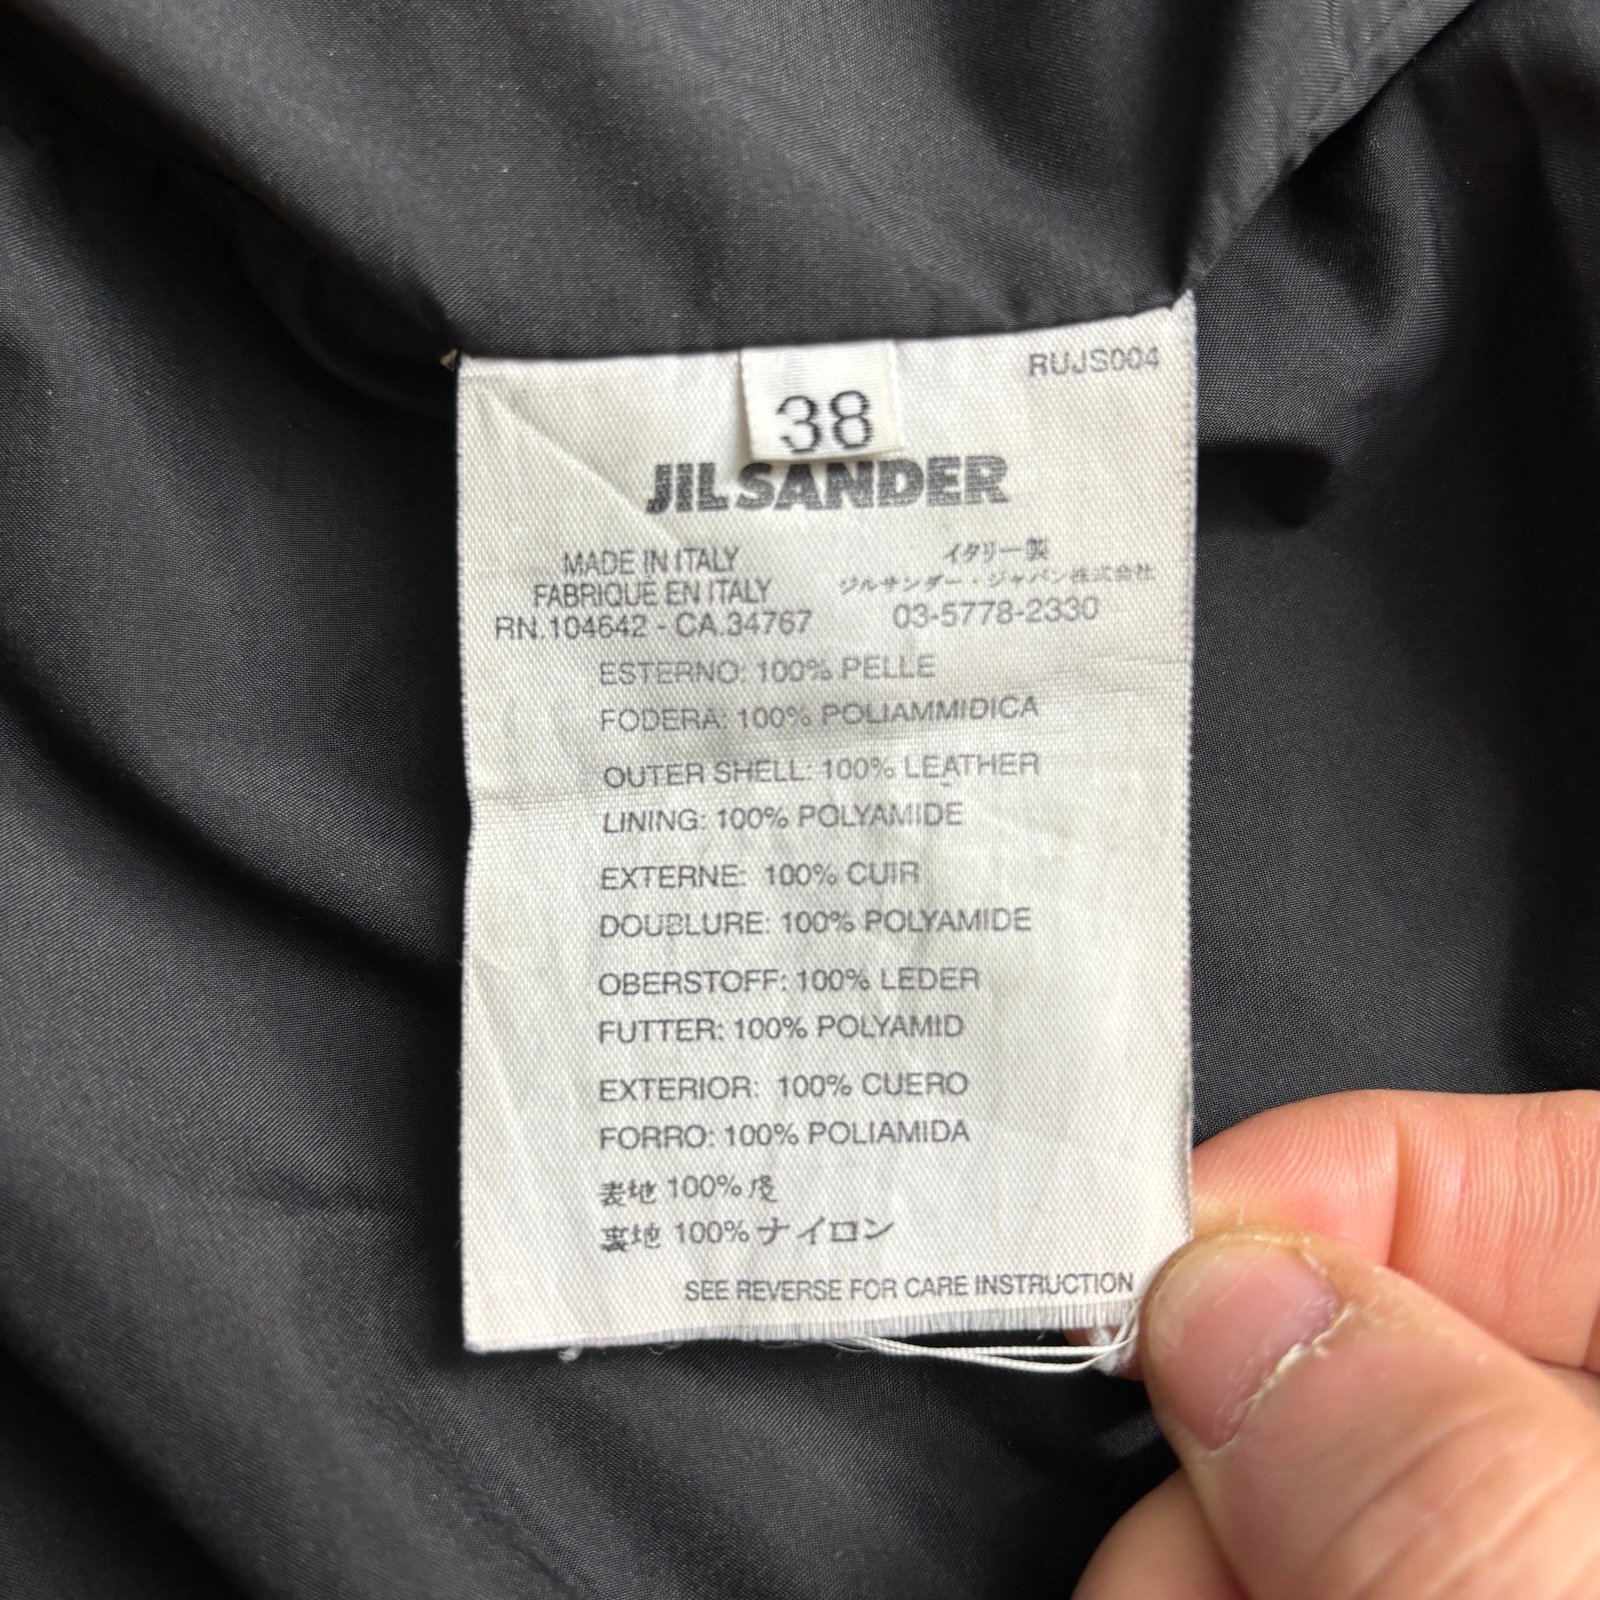 RUJS004
38
JIL SANDER
MADE IN ITALY
FABRIQUE EN ITALY
RN.104642 - CA.34767
イタリー製
ジルサンダー・ジャパン株式会社
03-5778-2330
ESTERNO: 100% PELLE
FODERA: 100% POLIAMMIDICA
OUTER SHELL: 100% LEATHER
LINING: 100% POLYAMIDE
EXTERNE: 100% CUIR
DOUBLURE: 100% POLYAMIDE
OBERSTOFF: 100% LEDER
FUTTER: 100% POLYAMID
EXTERIOR: 100% CUERO
FORRO: 100% POLIAMIDA
表地 100%
裏地 100% ナイロン
SEE REVERSE FOR CARE INSTRUCTION